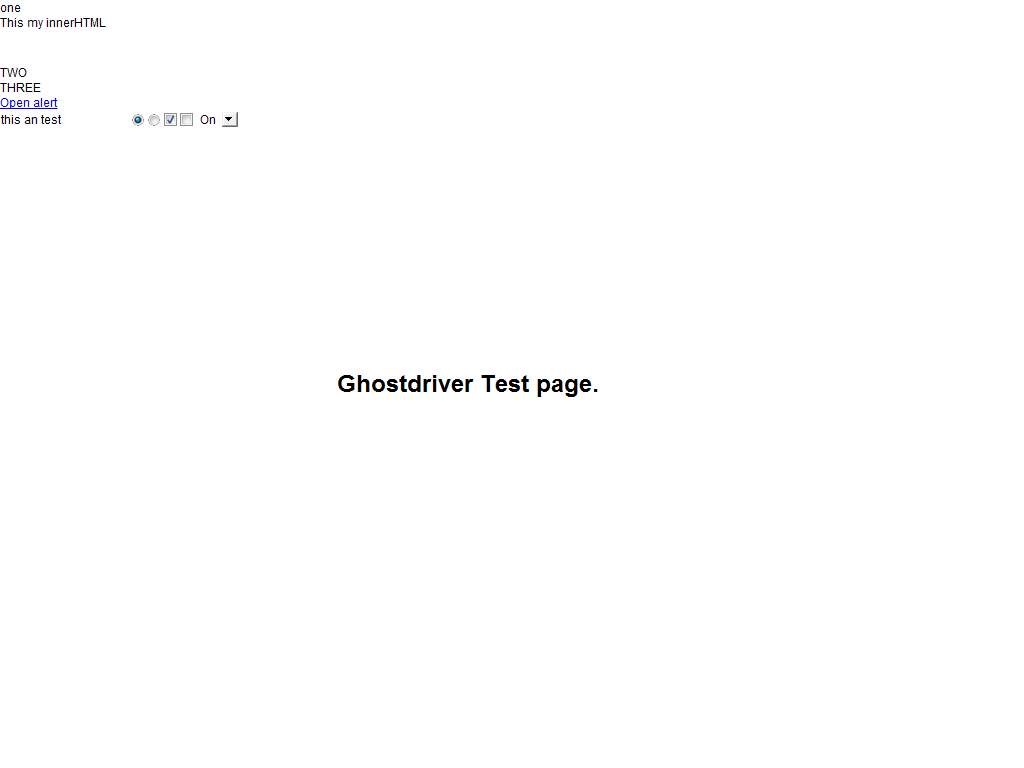 one
This my innerHTML
TWO
THREE
Open alert
this an test On
Ghostdriver Test page.